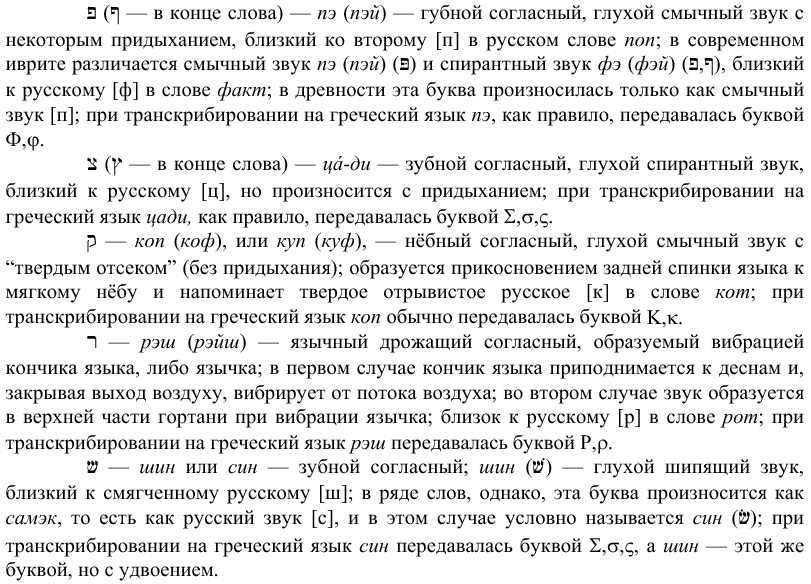 פ (ף — в конце слова) — пэ (пэй) — губной согласный, глухой смычный звук с
некоторым придыханием, близкий ко второму [п] в русском слове поп; в современном
иврите различается смычный звук пэ (пэй) (פּ) и спирантный звук фэ (фэй) (ף,פ), близкий
к русскому [ф] в слове факт; в древности эта буква произносилась только как смычный
звук [п]; при транскрибировании на греческий язык пэ, как правило, передавалась буквой
Φ,φ.
צ (ץ — в конце слова) — ца́-ди — зубной согласный, глухой спирантный звук,
близкий к русскому [ц], но произносится с придыханием; при транскрибировании на
греческий язык цади, как правило, передавалась буквой Σ,σ,ς.
ק — коп (коф), или куп (куф), — нёбный согласный, глухой смычный звук с
“твердым отсеком” (без придыхания); образуется прикосновением задней спинки языка к
мягкому нёбу и напоминает твердое отрывистое русское [к] в слове кот; при
транскрибировании на греческий язык коп обычно передавалась буквой Κ,κ.
ר — рэш (рэйш) — язычный дрожащий согласный, образуемый вибрацией
кончика языка, либо язычка; в первом случае кончик языка приподнимается к деснам и,
закрывая выход воздуху, вибрирует от потока воздуха; во втором случае звук образуется
в верхней части гортани при вибрации язычка; близок к русскому [р] в слове рот; при
транскрибировании на греческий язык рэш передавалась буквой Ρ,ρ.
ש — шин или син — зубной согласный; шин (שׁ) — глухой шипящий звук,
близкий к смягченному русскому [ш]; в ряде слов, однако, эта буква произносится как
самэк, то есть как русский звук [с], и в этом случае условно называется син (שׂ); при
транскрибировании на греческий язык син передавалась буквой Σ,σ,ς, а шин — этой же
буквой, но с удвоением.